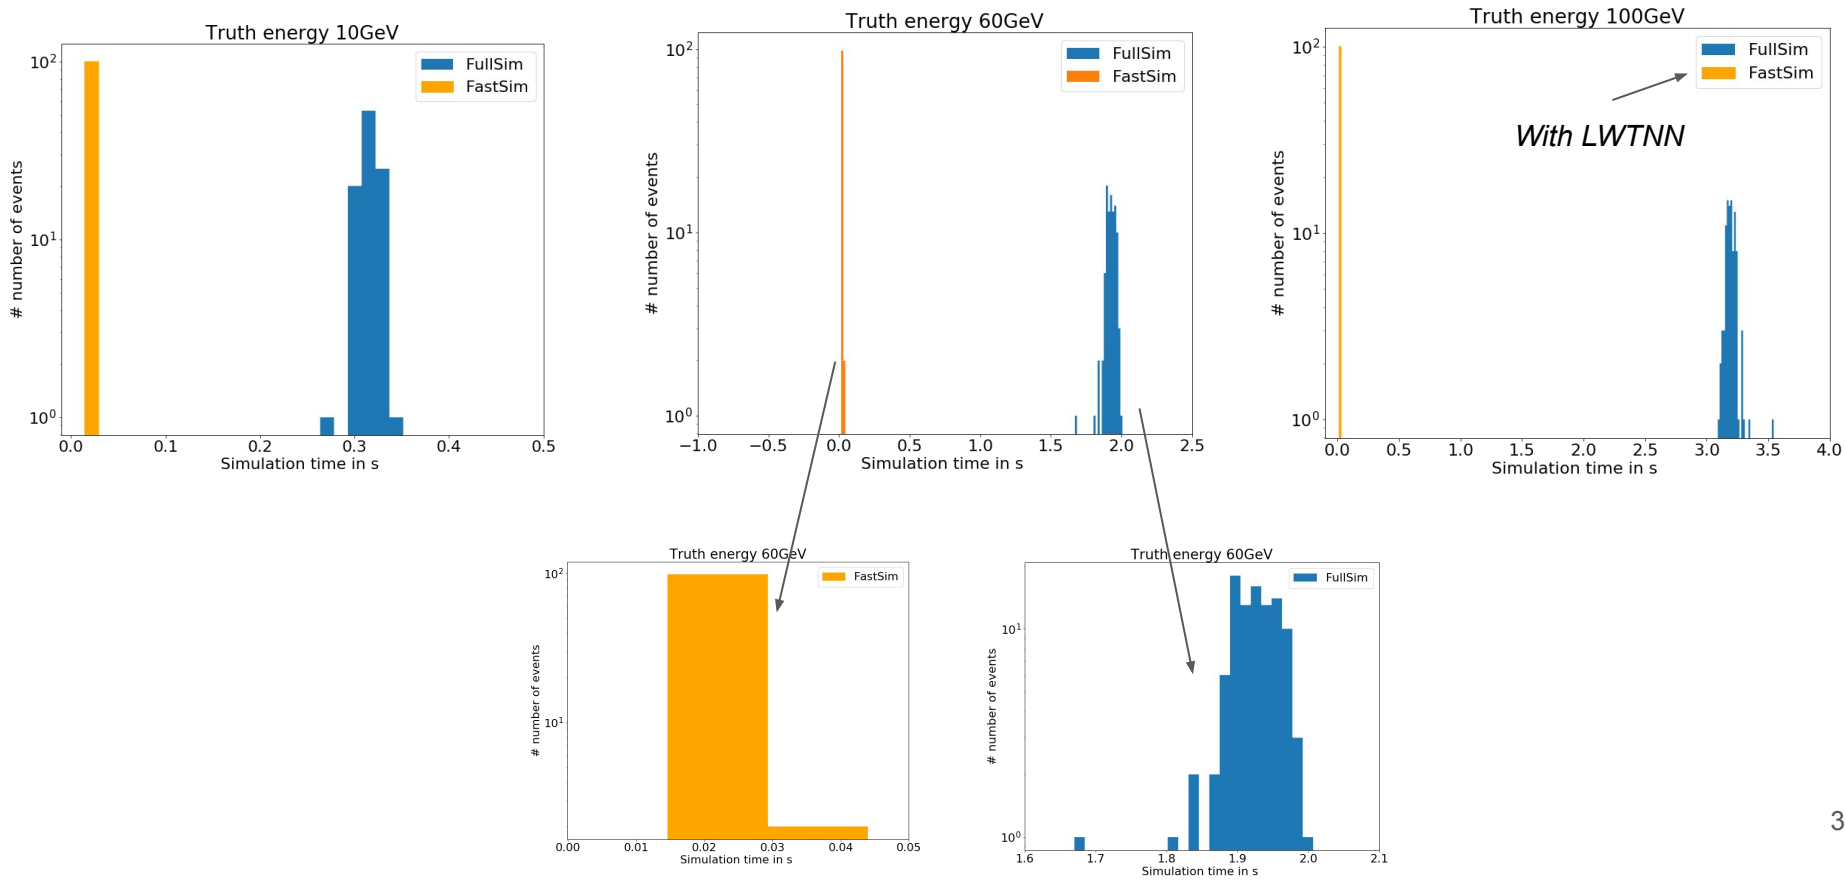 Truth energy 10GeV
FullSim
FastSim
10²
10¹
10⁰
# number of events
0.0 0.1 0.2 0.3 0.4 0.5
Simulation time in s
Truth energy 60GeV
FullSim
FastSim
10²
10¹
10⁰
# number of events
−1.0 −0.5 0.0 0.5 1.0 1.5 2.0 2.5
Simulation time in s
Truth energy 100GeV
FullSim
FastSim
With LWTNN
10²
10¹
10⁰
# number of events
0.0 0.5 1.0 1.5 2.0 2.5 3.0 3.5 4.0
Simulation time in s
Truth energy 60GeV
FastSim
10²
10¹
# number of events
0.00 0.01 0.02 0.03 0.04 0.05
Simulation time in s
Truth energy 60GeV
FullSim
10¹
10⁰
# number of events
1.6 1.7 1.8 1.9 2.0 2.1
Simulation time in s
3